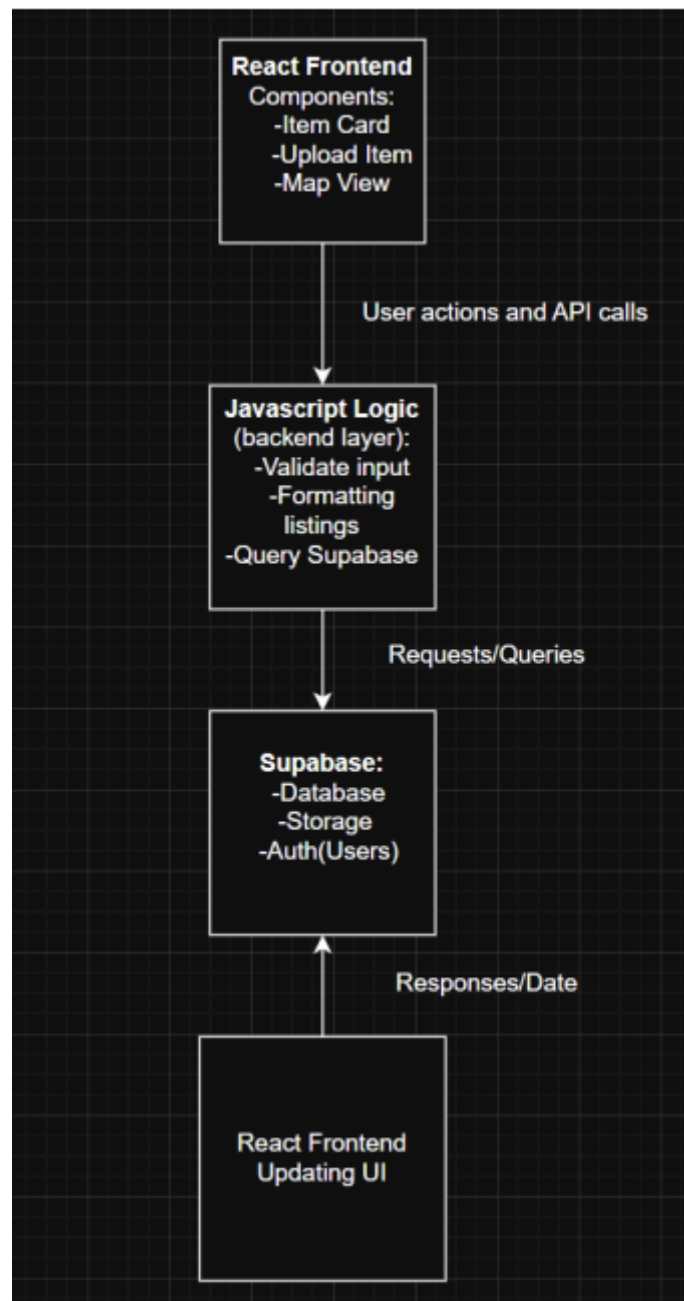 React Frontend
Components:
-Item Card
-Upload Item
-Map View
User actions and API calls
Javascript Logic
(backend layer):
-Validate input
-Formatting
listings
-Query Supabase
Requests/Queries
Supabase:
-Database
-Storage
-Auth(Users)
Responses/Date
React Frontend
Updating UI